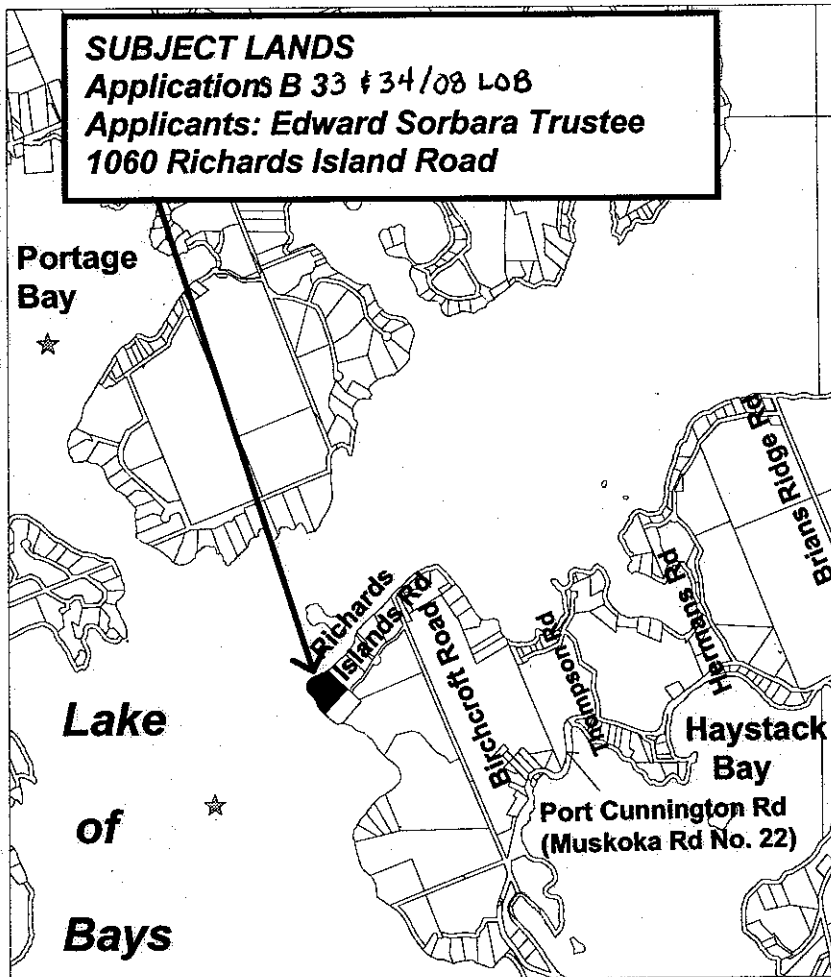 SUBJECT LANDS
Applications B 33 & 34/08 LOB
Applicants: Edward Sorbara Trustee
1060 Richards Island Road
Portage
Bay
Brians Ridge Rd
Hermans Rd
Richards
Islands Rd
Thompson Rd
Birchcroft Road
Lake
of
Bays
Haystack
Bay
Port Cunnington Rd
(Muskoka Rd No. 22)